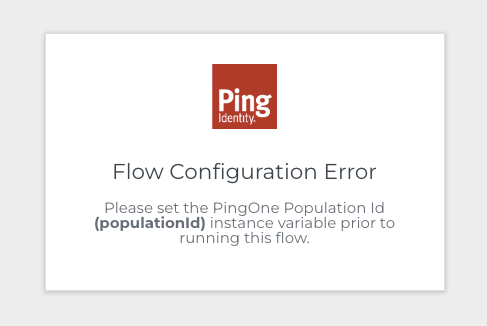 Ping
Identity.
Flow Configuration Error
Please set the PingOne Population Id
(populationId) instance variable prior to
running this flow.